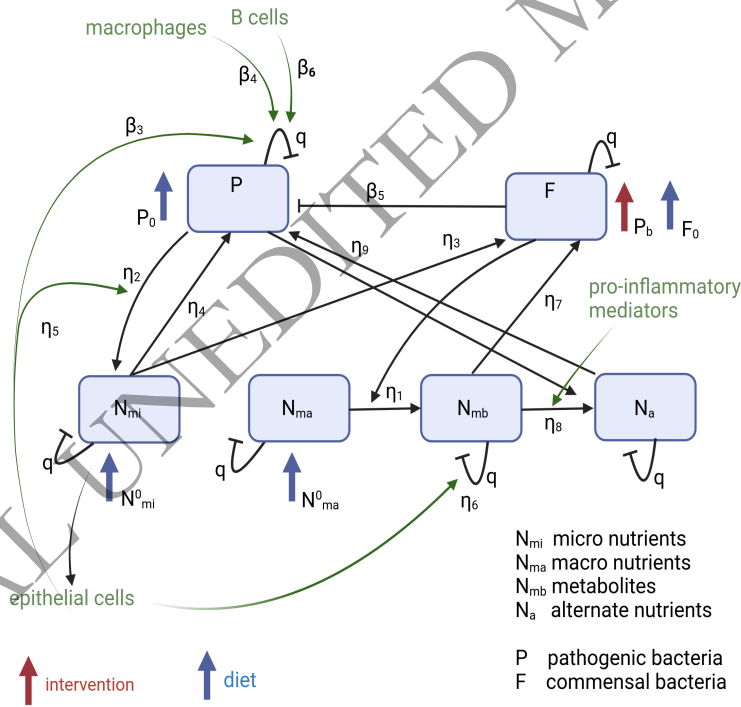 B cells
macrophages
β4
β6
β3
q
q
P
F
β5
P0
Pb
F0
η9
η3
η2
η4
η7
pro-inflammatory
mediators
η5
Nmi
Nma
η1
Nmb
η8
Na
q
q
q
q
N0mi
N0ma
η6
epithelial cells
Nmi micro nutrients
Nma macro nutrients
Nmb metabolites
Na alternate nutrients
P pathogenic bacteria
F commensal bacteria
intervention
diet
UNEDITED